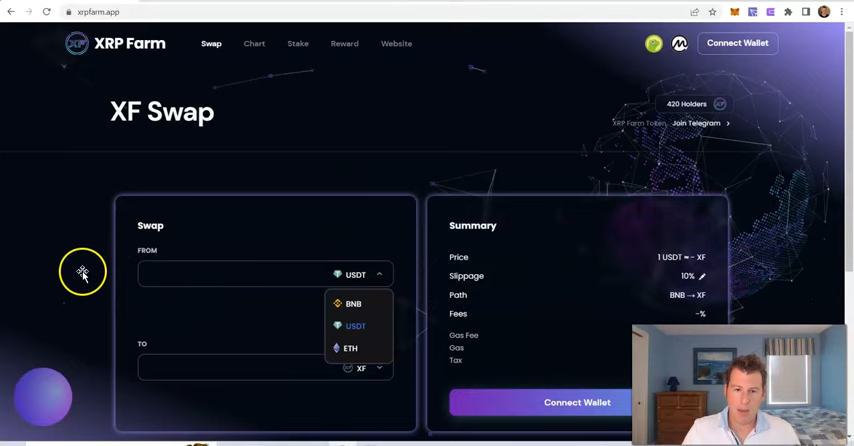 xrpfarm.app
XRP Farm
Swap
Chart
Stake
Reward
Website
Connect Wallet
XF Swap
420 Holders
XRP Farm Token
Join Telegram >
Swap
FROM
USDT
BNB
USDT
ETH
TO
XF
Summary
Price
1 USDT ≈ - XF
Slippage
10%
Path
BNB → XF
Fees
-%
Gas Fee
Gas
Tax
Connect Wallet